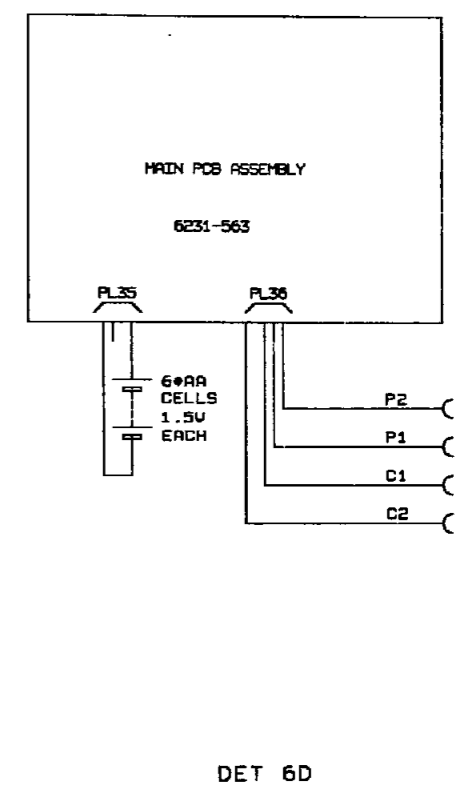 MAIN PCB ASSEMBLY
6231-563
PL35
PL36
6*AA
CELLS
1.5V
EACH
P2
P1
C1
C2
DET 6D